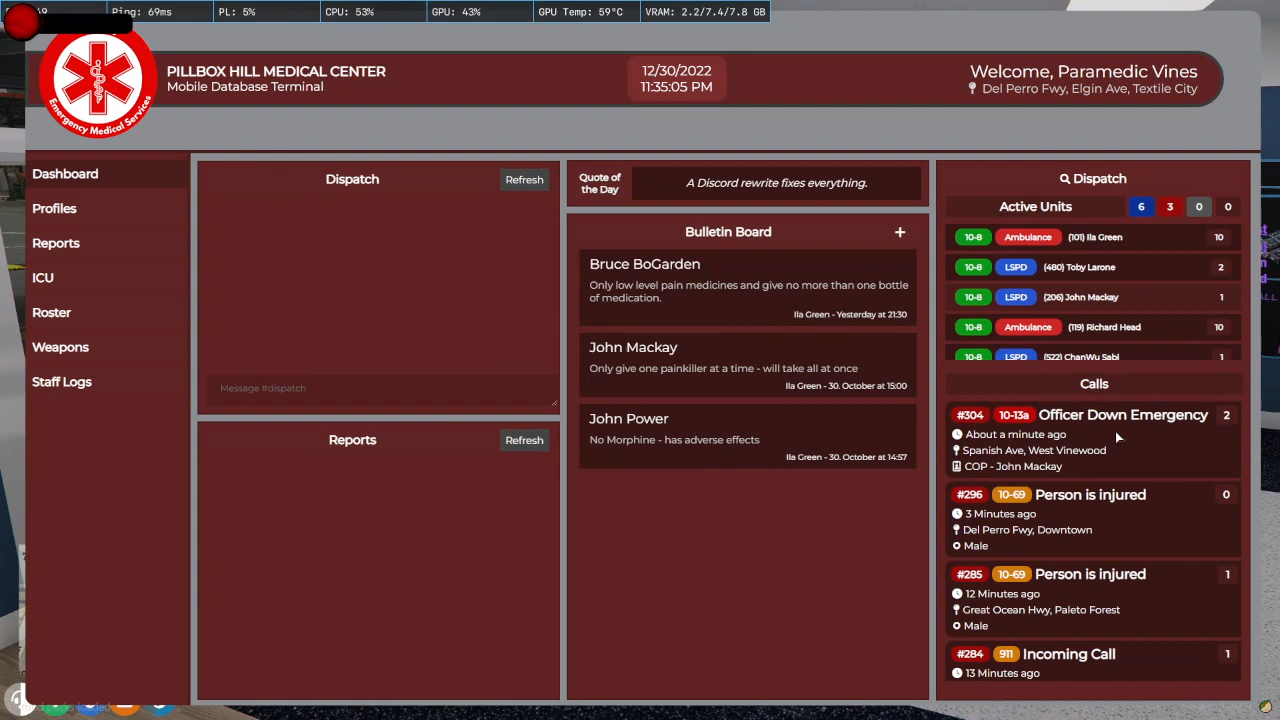 Ping: 69ms
PL: 5%
CPU: 53%
GPU: 43%
GPU Temp: 59°C
VRAM: 2.2/7.4/7.8 GB
Emergency Medical Services
PILLBOX HILL MEDICAL CENTER
Mobile Database Terminal
12/30/2022
11:35:05 PM
Welcome, Paramedic Vines
Del Perro Fwy, Elgin Ave, Textile City
Dashboard
Profiles
Reports
ICU
Roster
Weapons
Staff Logs
Dispatch
Refresh
Message #dispatch
Reports
Refresh
Quote of
the Day
A Discord rewrite fixes everything.
Bulletin Board
+
Bruce BoGarden
Only low level pain medicines and give no more than one bottle
of medication.
Ila Green - Yesterday at 21:30
John Mackay
Only give one painkiller at a time - will take all at once
Ila Green - 30. October at 15:00
John Power
No Morphine - has adverse effects
Ila Green - 30. October at 14:57
Dispatch
Active Units 6 3 0 0
10-8 Ambulance (101) Ila Green 10
10-8 LSPD (480) Toby Larone 2
10-8 LSPD (206) John Mackay 1
10-8 Ambulance (119) Richard Head 10
10-8 LSPD (522) ChanWu Sabi 1
Calls
#304 10-13a Officer Down Emergency 2
About a minute ago
Spanish Ave, West Vinewood
COP - John Mackay
#296 10-69 Person is injured 0
3 Minutes ago
Del Perro Fwy, Downtown
Male
#285 10-69 Person is injured 1
12 Minutes ago
Great Ocean Hwy, Paleto Forest
Male
#284 911 Incoming Call 1
13 Minutes ago